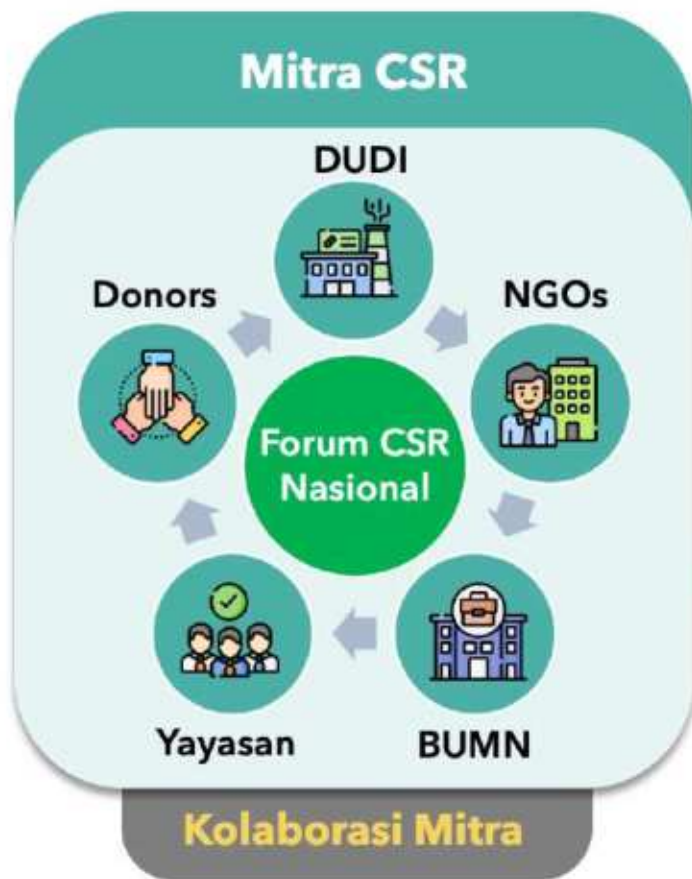 Mitra CSR
DUDI
Donors
NGOs
Forum CSR
Nasional
Yayasan
BUMN
Kolaborasi Mitra